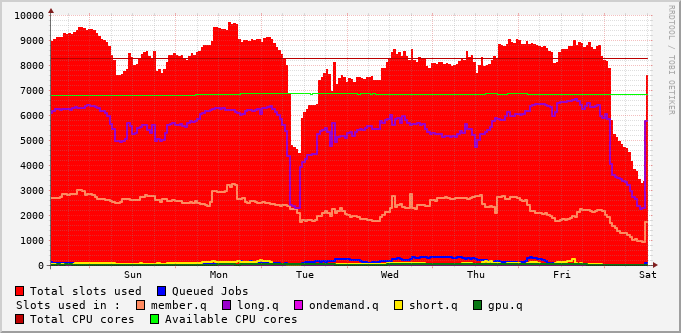 10000
9000
8000
7000
6000
5000
4000
3000
2000
1000
0
Sun Mon Tue Wed Thu Fri Sat
RRDTOOL / TOBI OETIKER
Total slots used Queued Jobs
Slots used in : member.q long.q ondemand.q short.q gpu.q
Total CPU cores Available CPU cores